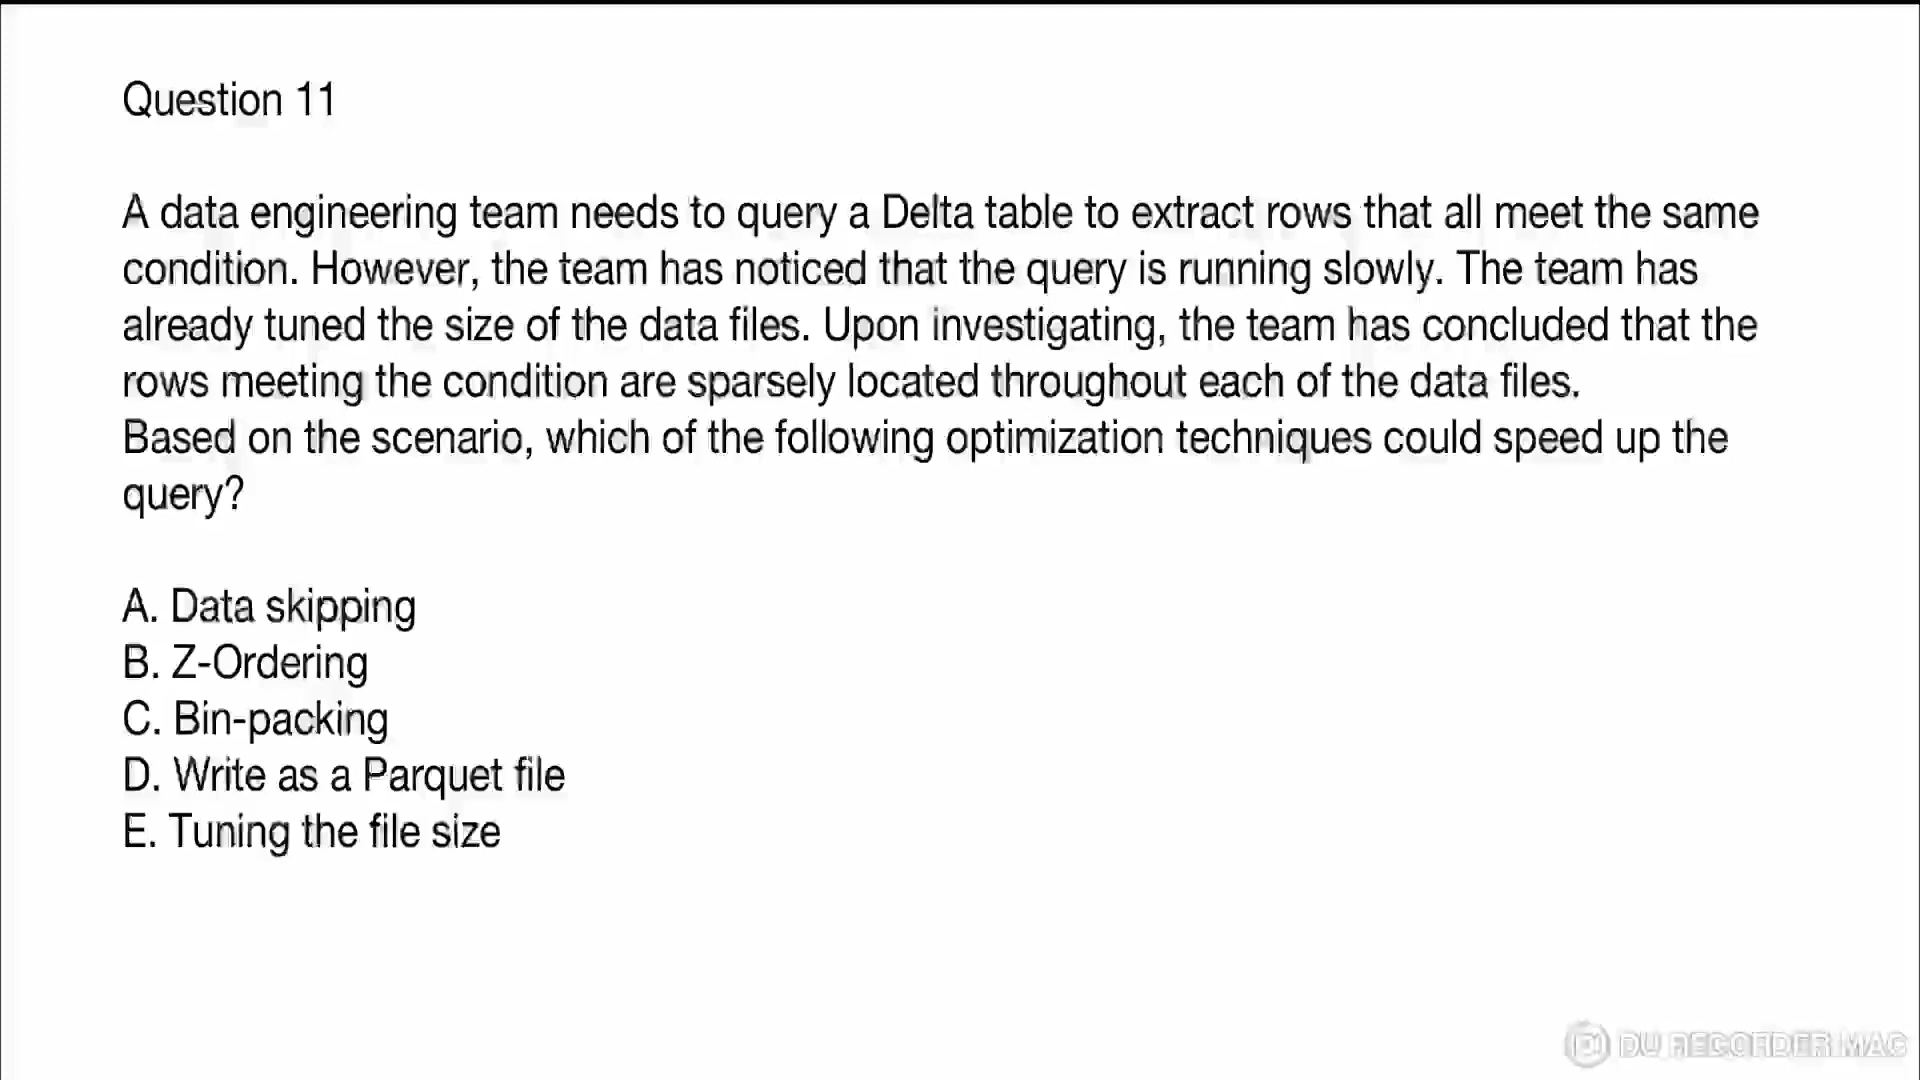 Question 11
A data engineering team needs to query a Delta table to extract rows that all meet the same
condition. However, the team has noticed that the query is running slowly. The team has
already tuned the size of the data files. Upon investigating, the team has concluded that the
rows meeting the condition are sparsely located throughout each of the data files.
Based on the scenario, which of the following optimization techniques could speed up the
query?
A. Data skipping
B. Z-Ordering
C. Bin-packing
D. Write as a Parquet file
E. Tuning the file size
DU RECORDER MAG